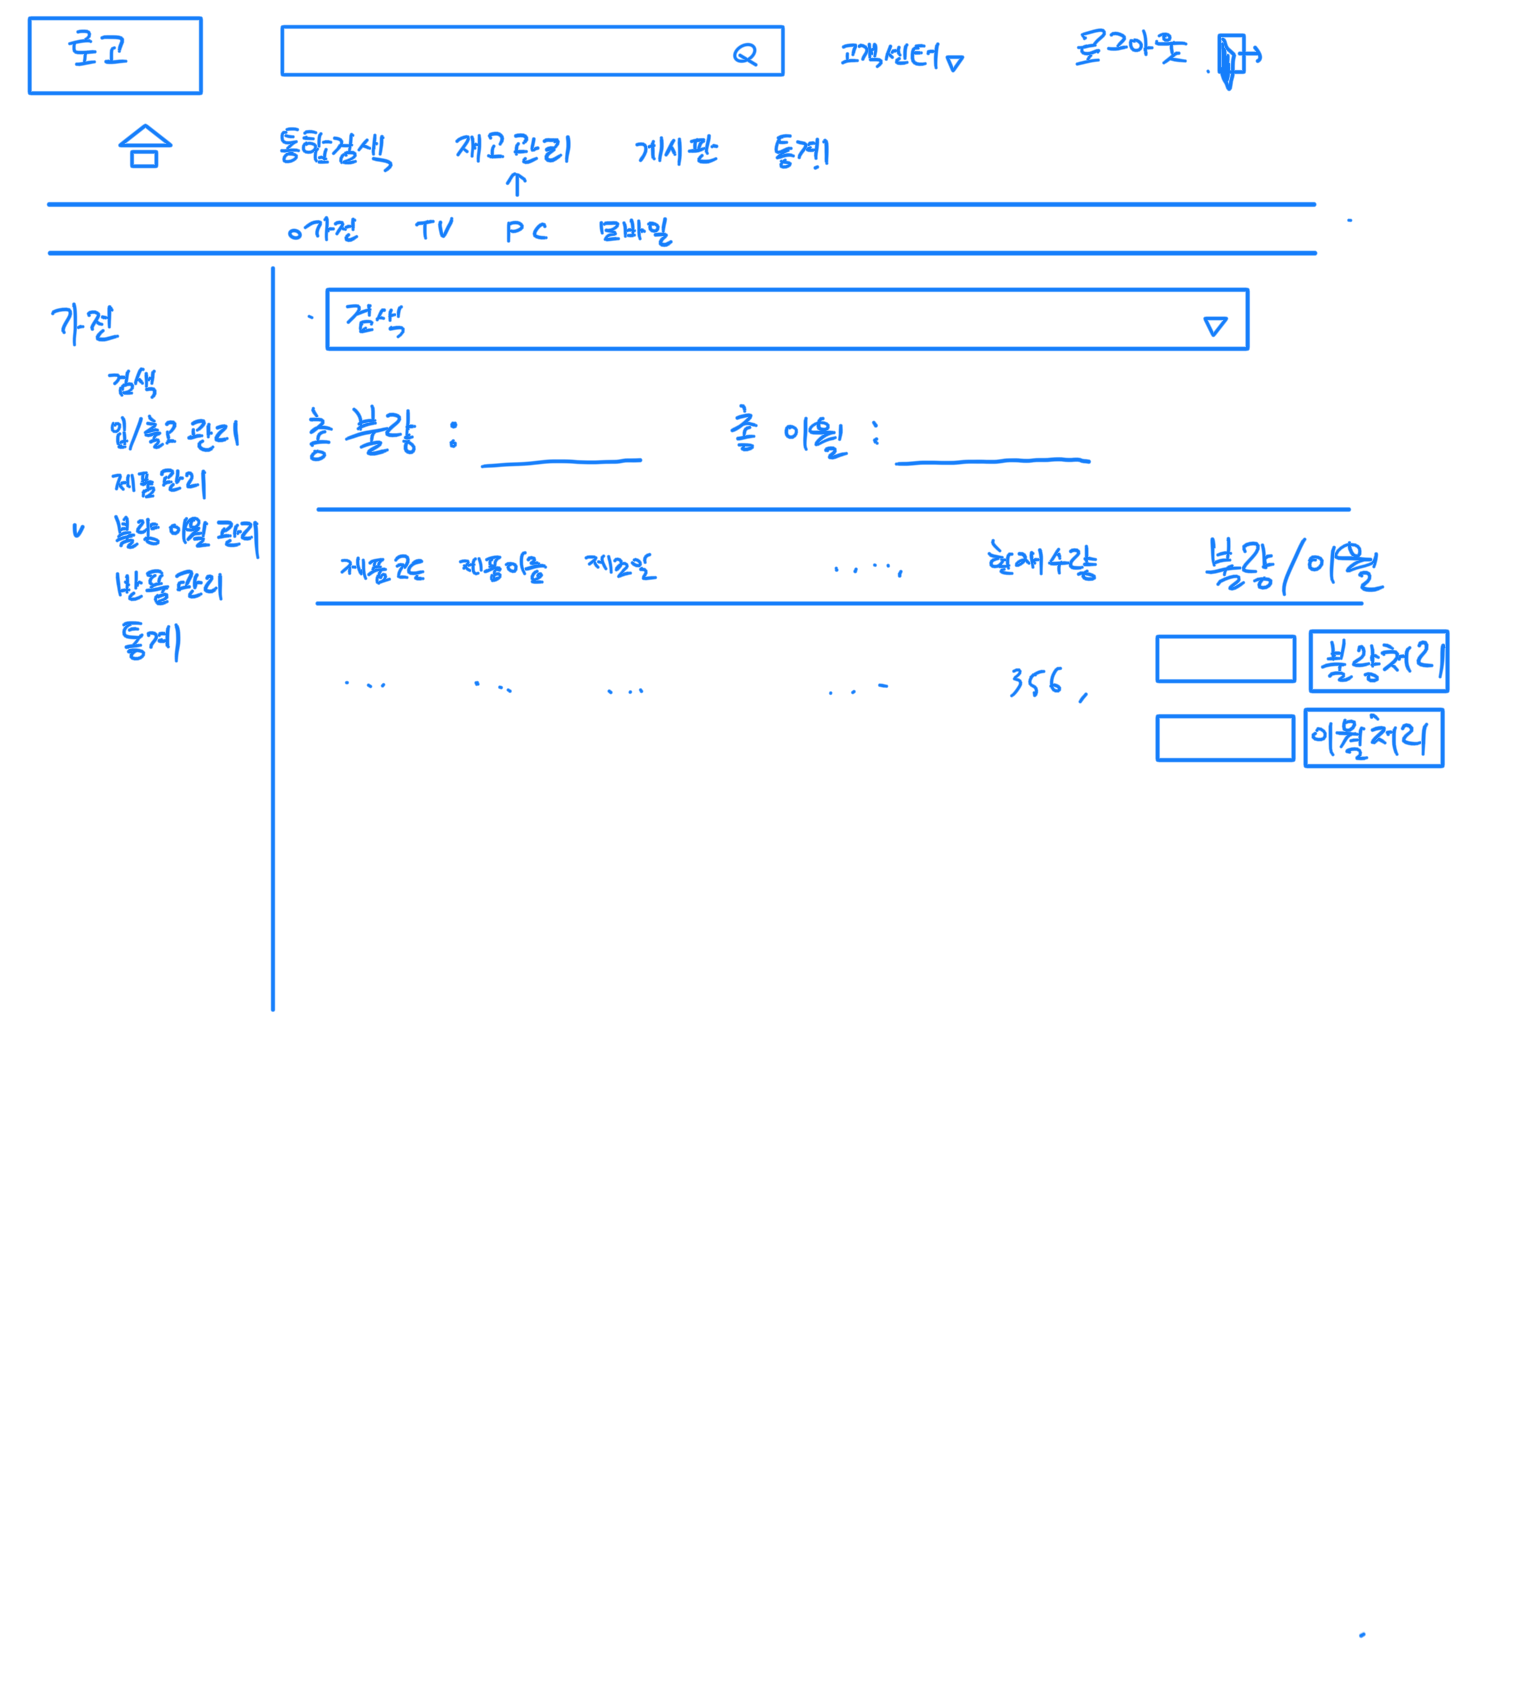 로고
고객센터
로그아웃
통합검색 재고관리 게시판 통계
가전 TV PC 모바일
가전
검색
입/출고 관리
제품관리
불량 이월 관리
반품관리
통계
검색
총 불량 :
총 이월 :
제품코드 제품이름 제조일 ..... 현재수량 불량/이월
... ... ... ... 356, 불량처리
이월처리